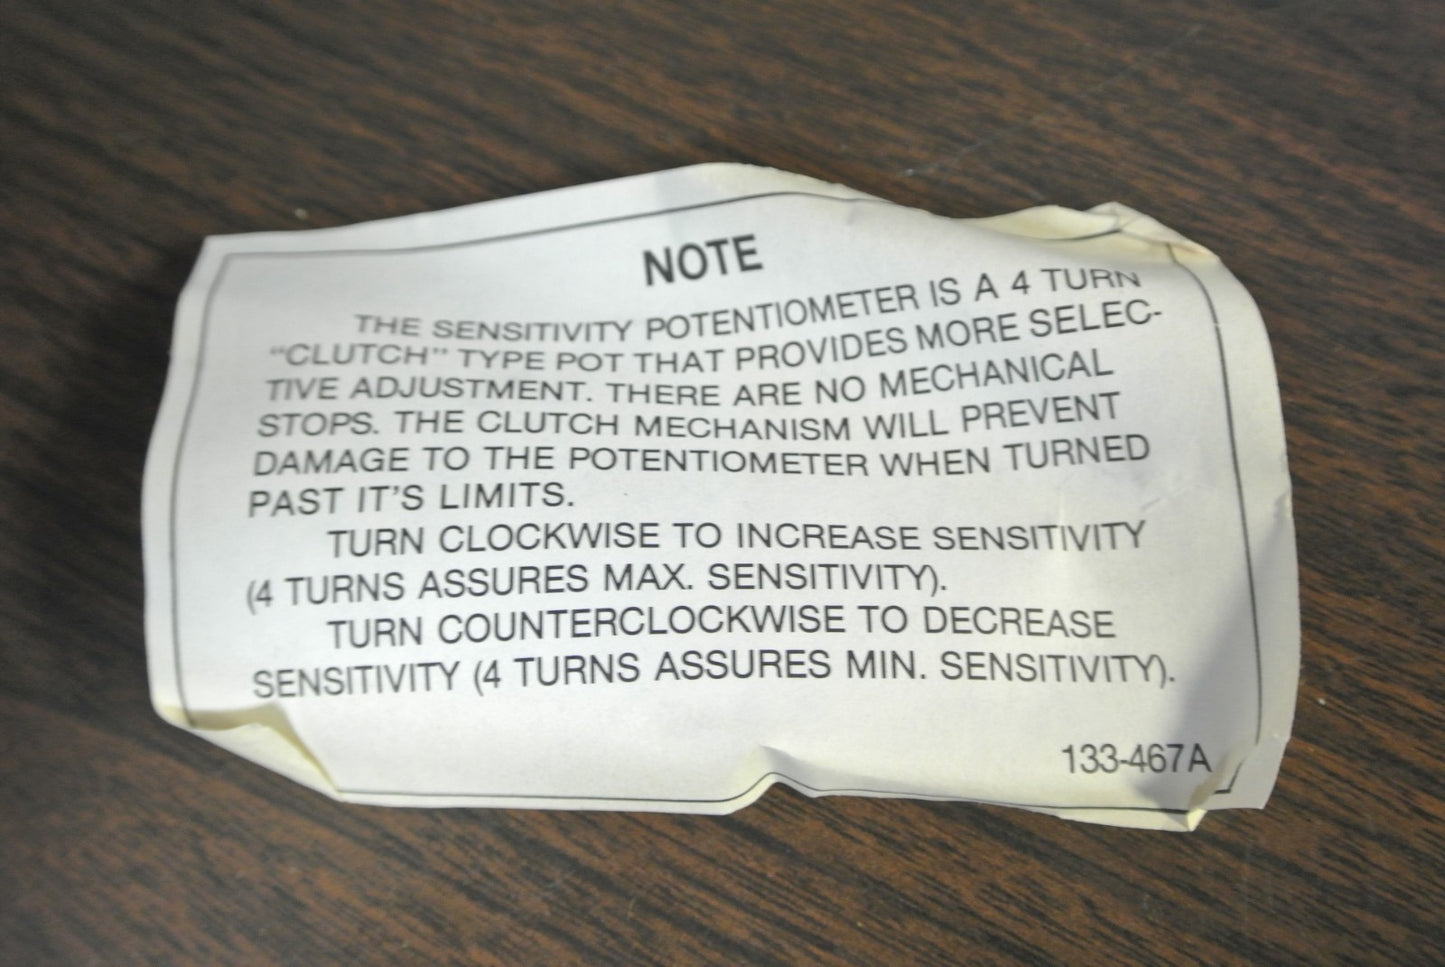 NOTE
THE SENSITIVITY POTENTIOMETER IS A 4 TURN
"CLUTCH" TYPE POT THAT PROVIDES MORE SELEC-
TIVE ADJUSTMENT. THERE ARE NO MECHANICAL
STOPS. THE CLUTCH MECHANISM WILL PREVENT
DAMAGE TO THE POTENTIOMETER WHEN TURNED
PAST IT'S LIMITS.
TURN CLOCKWISE TO INCREASE SENSITIVITY
(4 TURNS ASSURES MAX. SENSITIVITY).
TURN COUNTERCLOCKWISE TO DECREASE
SENSITIVITY (4 TURNS ASSURES MIN. SENSITIVITY).
133-467A